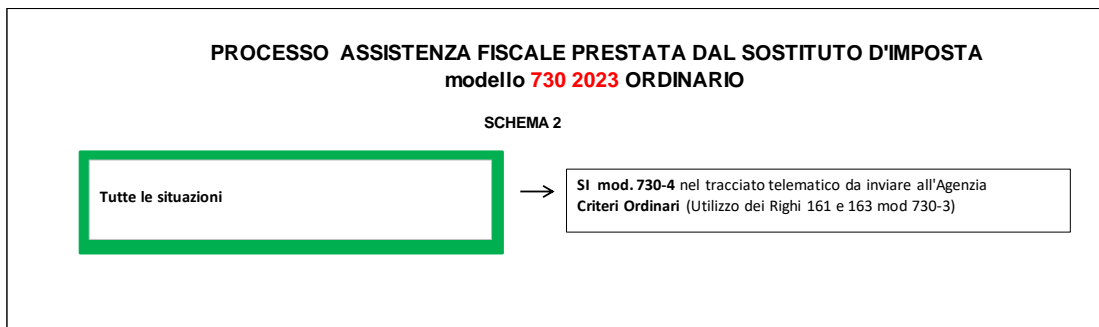 PROCESSO ASSISTENZA FISCALE PRESTATA DAL SOSTITUTO D'IMPOSTA
modello 730 2023 ORDINARIO
SCHEMA 2
Tutte le situazioni
SI mod. 730-4 nel tracciato telematico da inviare all'Agenzia
Criteri Ordinari (Utilizzo dei Righi 161 e 163 mod 730-3)